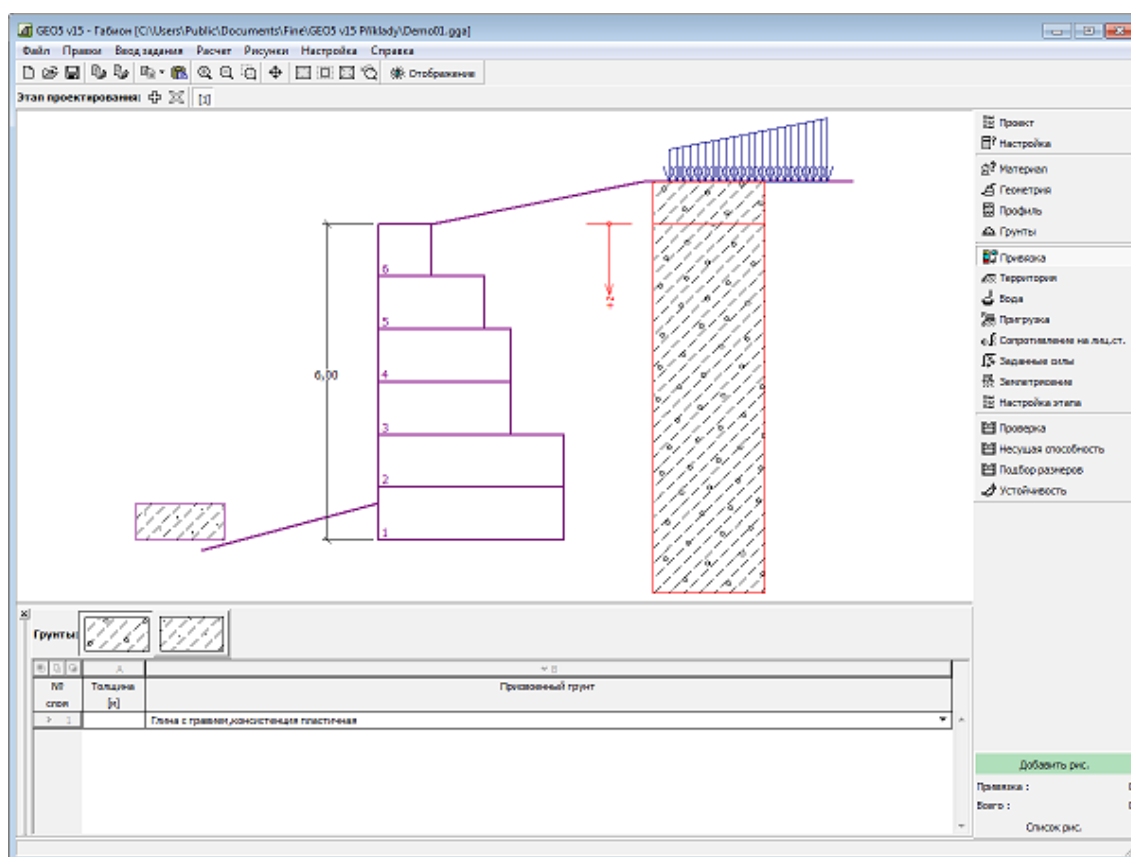 GEO5 v15 - Габион [C:\Users\Public\Documents\Fine\GEO5 v15 Příklady\Demo01.gga]
Файл Правки Ввод задания Расчет Рисунки Настройка Справка
Отображение
Этап проектирования: [1]
Проект
Настройка
Материал
Геометрия
Профиль
Грунты
Привязка
Территория
Вода
Пригрузка
Сопротивление на лиц.ст.
Заданные силы
Землетрясение
Настройка этапа
Проверка
Несущая способность
Подбор размеров
Устойчивость
6
5
4
3
2
1
6,00
+z
Грунты:
№ слоя
Толщина [м]
Присвоенный грунт
1
Глина с гравием,консистенция пластичная
Добавить рис.
Привязка :
Всего :
Список рис.